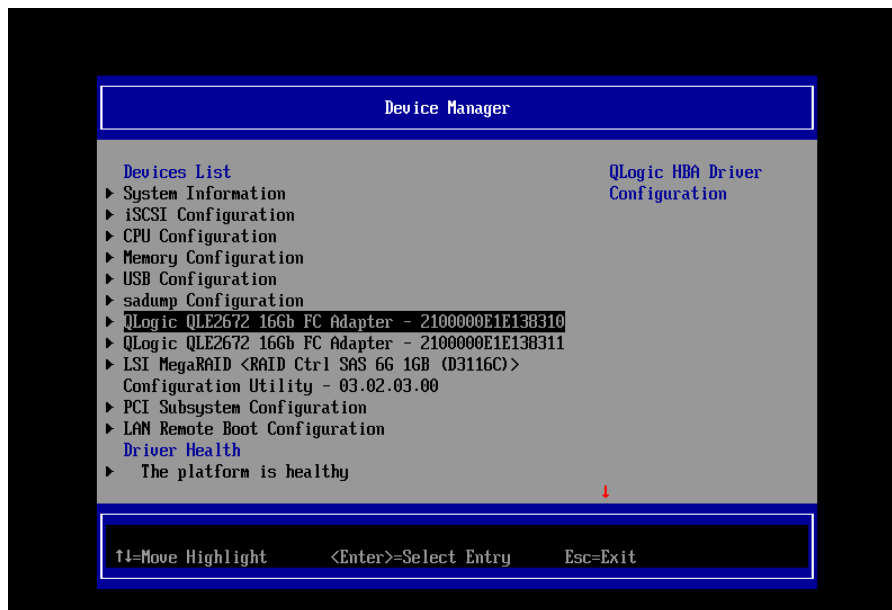 Device Manager
Devices List
QLogic HBA Driver
▶ System Information
Configuration
▶ iSCSI Configuration
▶ CPU Configuration
▶ Memory Configuration
▶ USB Configuration
▶ sadump Configuration
▶ QLogic QLE2672 16Gb FC Adapter - 2100000E1E138310
▶ QLogic QLE2672 16Gb FC Adapter - 2100000E1E138311
▶ LSI MegaRAID <RAID Ctrl SAS 6G 1GB (D3116C)>
Configuration Utility - 03.02.03.00
▶ PCI Subsystem Configuration
▶ LAN Remote Boot Configuration
Driver Health
▶ The platform is healthy
↓
↑↓=Move Highlight <Enter>=Select Entry Esc=Exit